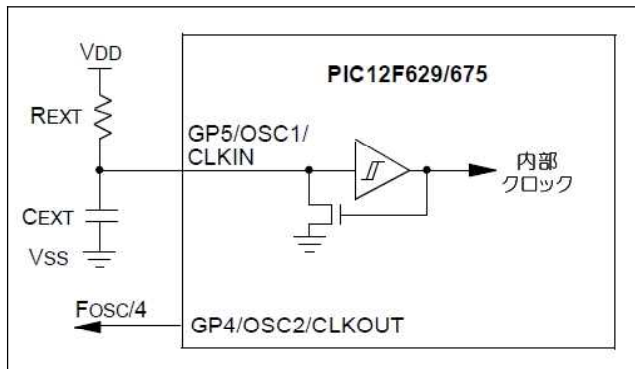 VDD
PIC12F629/675
REXT
GP5/OSC1/
CLKIN
内部
クロック
CEXT
VSS
FOSC/4
GP4/OSC2/CLKOUT